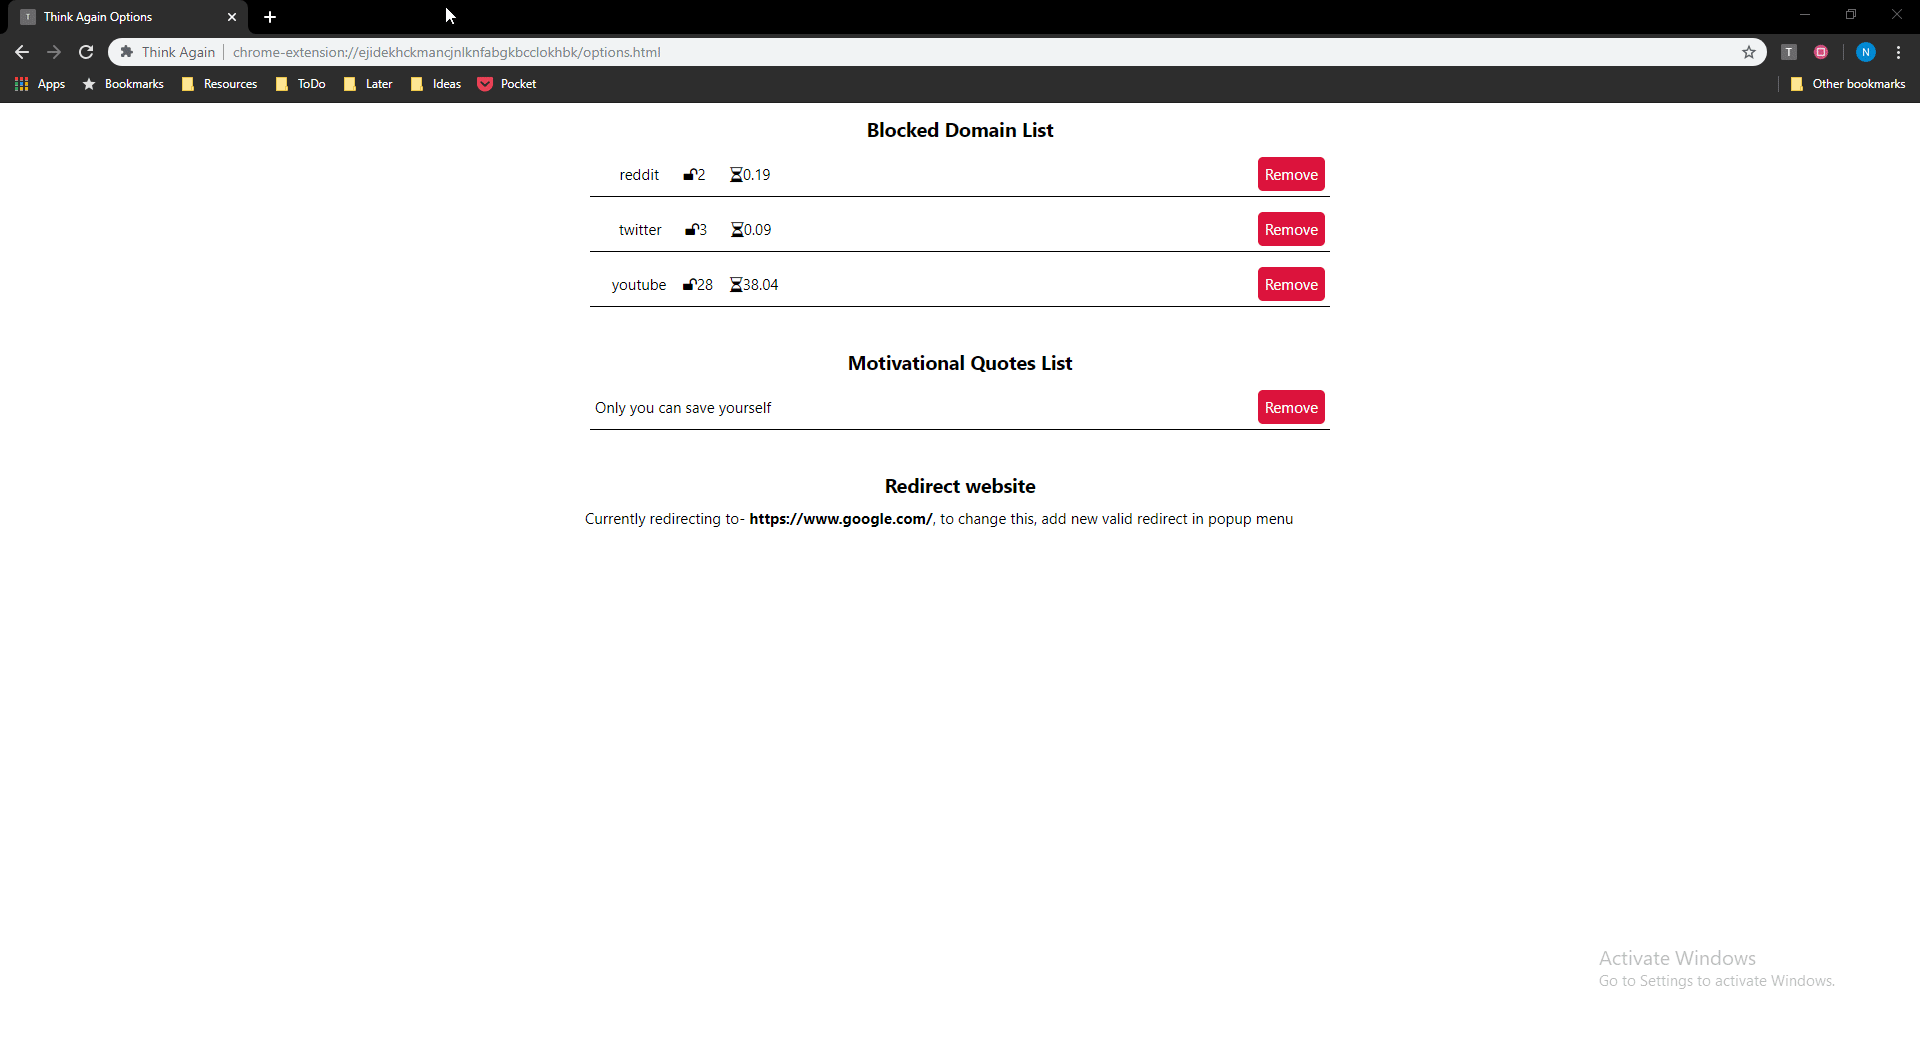 T Think Again Options
Think Again chrome-extension://ejidekhckmancjnlknfabgkbcclokhbk/options.html T N
Apps Bookmarks Resources ToDo Later Ideas Pocket Other bookmarks
Blocked Domain List
reddit 2 0.19 Remove
twitter 3 0.09 Remove
youtube 28 38.04 Remove
Motivational Quotes List
Only you can save yourself Remove
Redirect website
Currently redirecting to- https://www.google.com/, to change this, add new valid redirect in popup menu
Activate Windows
Go to Settings to activate Windows.